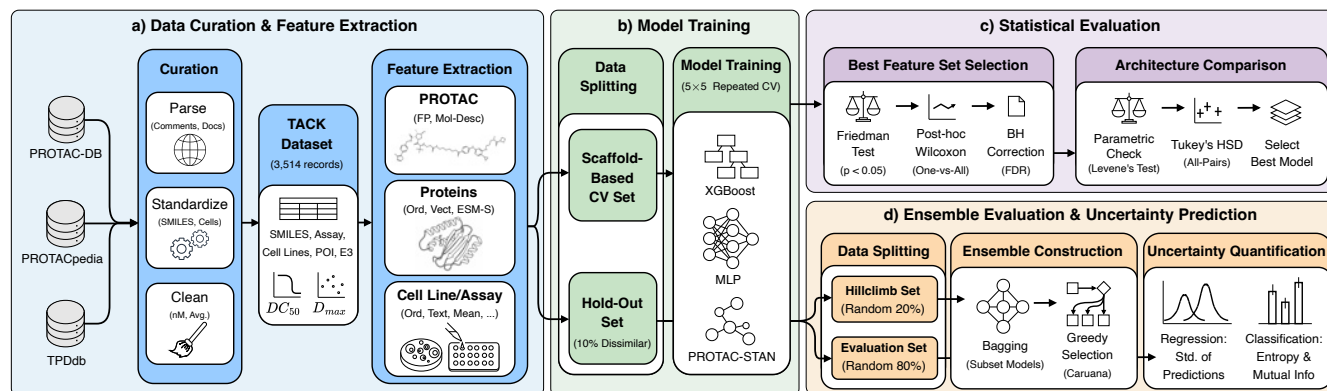 a) Data Curation & Feature Extraction
PROTAC-DB
PROTACpedia
TPDdb
Curation
Parse
(Comments, Docs)
Standardize
(SMILES, Cells)
Clean
(nM, Avg.)
TACK
Dataset
(3,514 records)
SMILES, Assay,
Cell Lines, POI, E3
DC50
Dmax
Feature Extraction
PROTAC
(FP, Mol-Desc)
Proteins
(Ord, Vect, ESM-S)
Cell Line/Assay
(Ord, Text, Mean, ...)
b) Model Training
Data
Splitting
Scaffold-
Based
CV Set
Hold-Out
Set
(10% Dissimilar)
Model Training
(5×5 Repeated CV)
XGBoost
MLP
PROTAC-STAN
c) Statistical Evaluation
Best Feature Set Selection
Friedman
Test
(p < 0.05)
Post-hoc
Wilcoxon
(One-vs-All)
BH
Correction
(FDR)
Architecture Comparison
Parametric
Check
(Levene's Test)
Tukey's HSD
(All-Pairs)
Select
Best Model
d) Ensemble Evaluation & Uncertainty Prediction
Data Splitting
Hillclimb Set
(Random 20%)
Evaluation Set
(Random 80%)
Ensemble Construction
Bagging
(Subset Models)
Greedy
Selection
(Caruana)
Uncertainty Quantification
Regression:
Std. of
Predictions
Classification:
Entropy &
Mutual Info